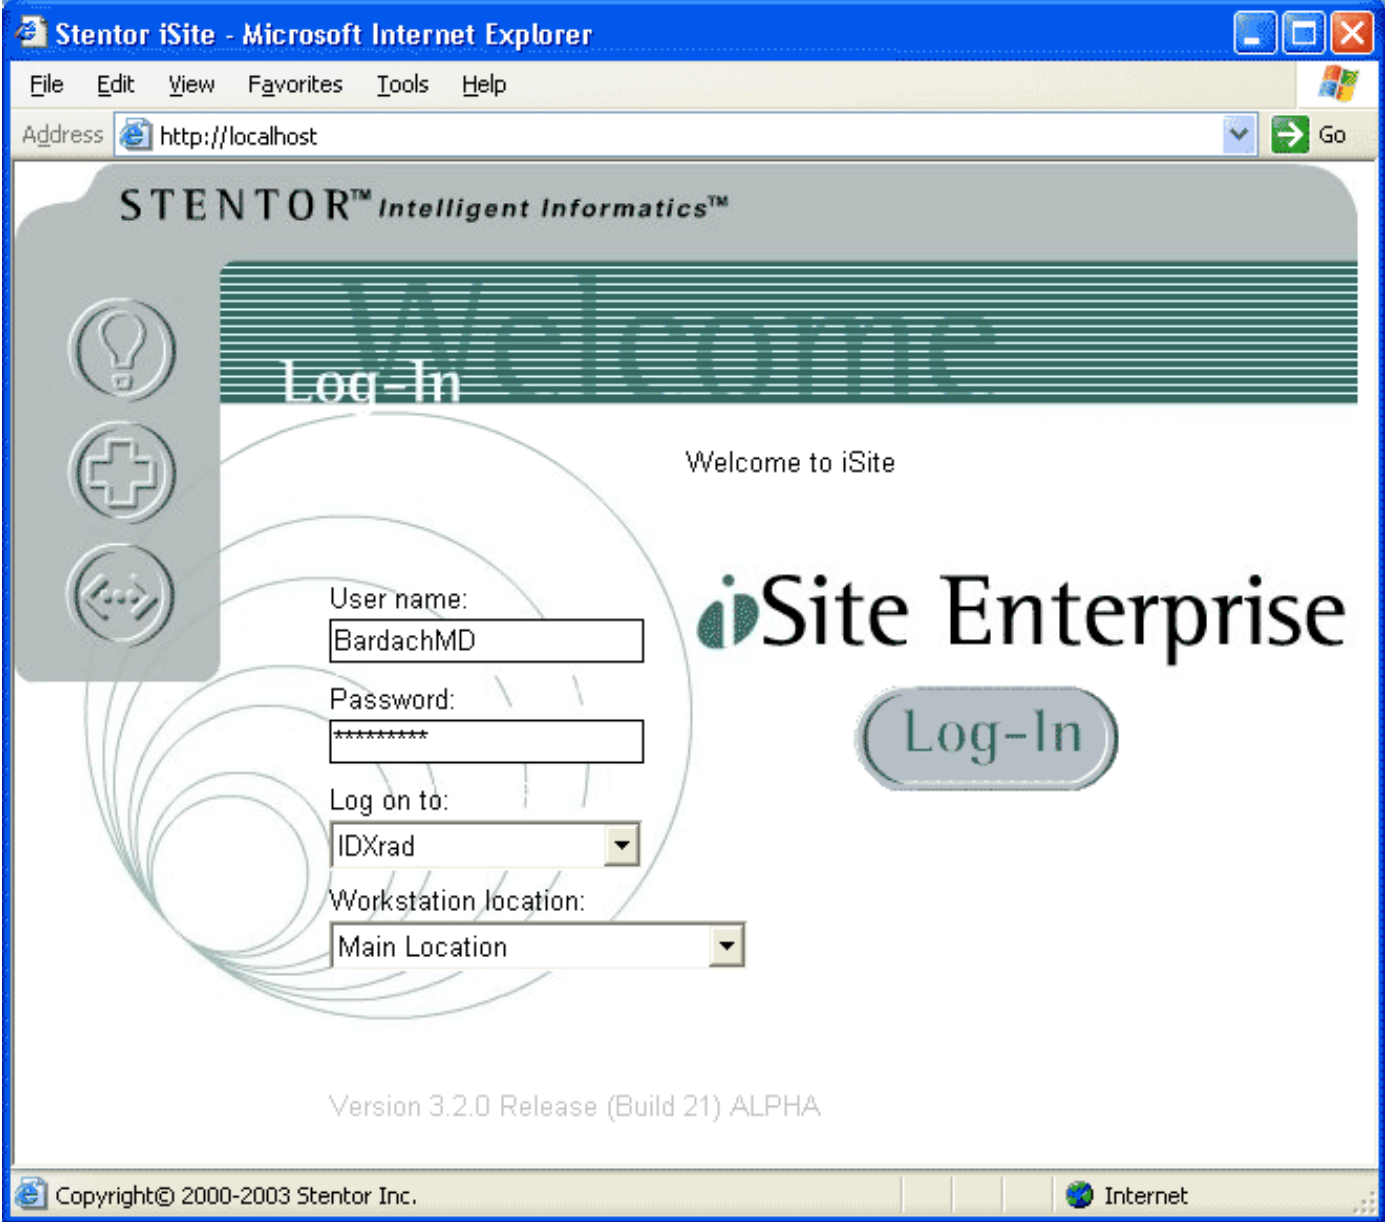 Stentor iSite - Microsoft Internet Explorer
File Edit View Favorites Tools Help
Address http://localhost Go
STENTOR™ Intelligent Informatics™
Welcome
Log-In
Welcome to iSite
User name:
BardachMD
iSite Enterprise
Password:
*********
Log-In
Log on to:
IDXrad
Workstation location:
Main Location
Version 3.2.0 Release (Build 21) ALPHA
Copyright© 2000-2003 Stentor Inc. Internet